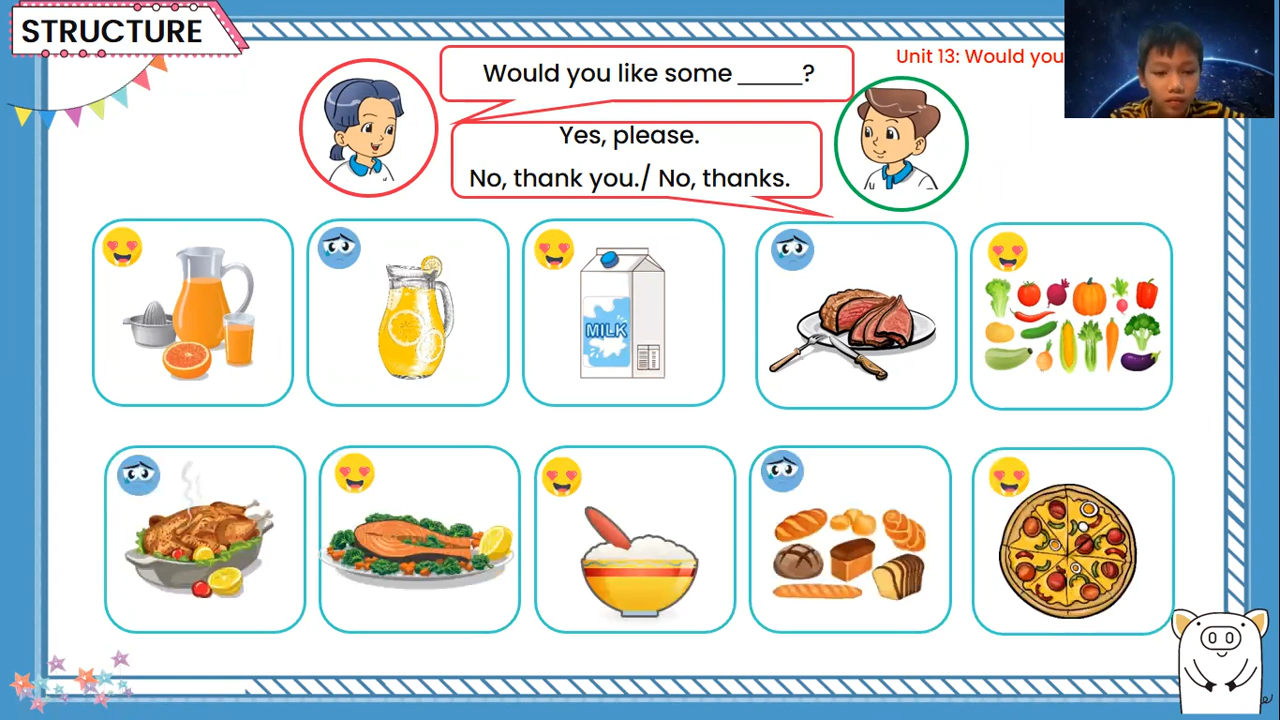 STRUCTURE
Would you like some _____?
Unit 13: Would you
Yes, please.
No, thank you./ No, thanks.
MILK